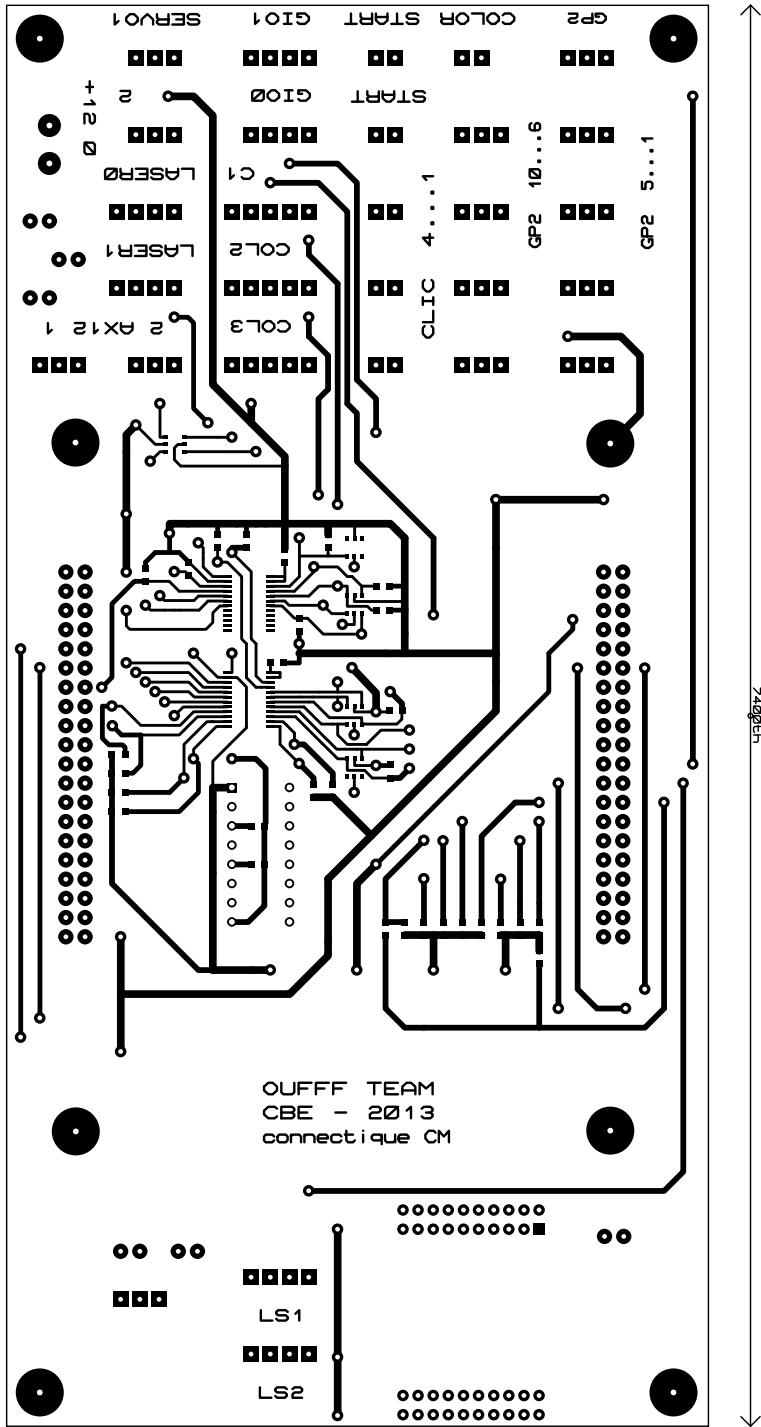 SERVO1 GIO1 START COLOR GP2
+12 0
2 GIO0 START
LASER0 C1
GP2 10...6
GP2 5...1
LASER1 COL2
CLIC 4....1
1 AX12 2 COL3
7400th
OUFFF TEAM
CBE - 2013
connectique CM
LS1
LS2